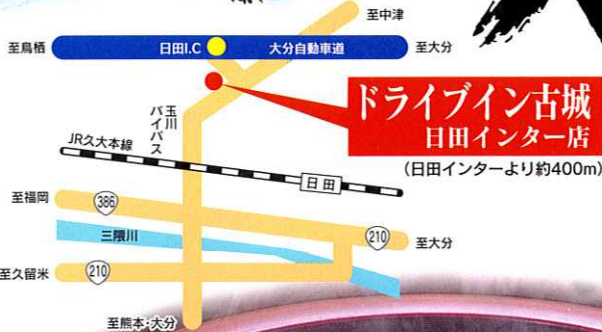 至中津
至鳥栖
日田I.C
大分自動車道
至大分
ドライブイン古城
日田インター店
(日田インターより約400m)
玉川
バイパス
JR久大本線
日田
至福岡
386
三隈川
210
至大分
至久留米
210
至熊本・大分